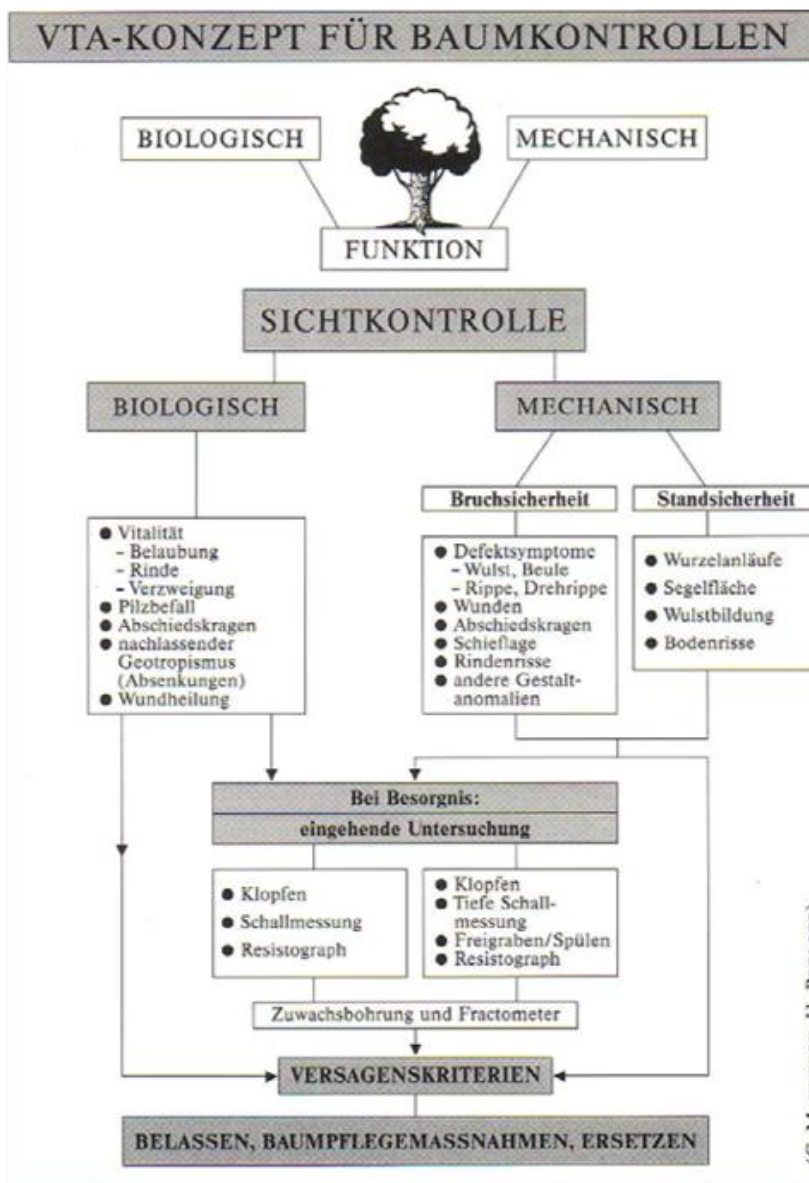 VTA-KONZEPT FÜR BAUMKONTROLLEN
BIOLOGISCH
MECHANISCH
FUNKTION
SICHTKONTROLLE
BIOLOGISCH
MECHANISCH
Bruchsicherheit
Standsicherheit
● Vitalität
– Belaubung
– Rinde
– Verzweigung
● Pilzbefall
● Abschiedskragen
● nachlassender
Geotropismus
(Absenkungen)
● Wundheilung
● Defektsymptome
– Wulst, Beule
– Rippe, Drehrippe
● Wunden
● Abschiedskragen
● Schieflage
● Rindenrisse
● andere Gestalt-
anomalien
● Wurzelanläufe
● Segelfläche
● Wulstbildung
● Bodenrisse
Bei Besorgnis:
eingehende Untersuchung
● Klopfen
● Schallmessung
● Resistograph
● Klopfen
● Tiefe Schall-
messung
● Freigraben/Spülen
● Resistograph
Zuwachsbohrung und Fractometer
VERSAGENSKRITERIEN
BELASSEN, BAUMPFLEGEMASSNAHMEN, ERSETZEN